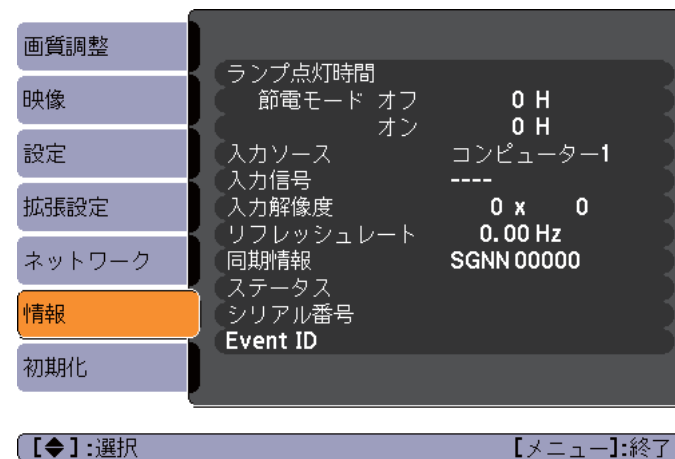 画質調整
映像
設定
拡張設定
ネットワーク
情報
初期化
ランプ点灯時間
節電モード オフ 0 H
オン 0 H
入力ソース コンピューター1
入力信号 ----
入力解像度 0 x 0
リフレッシュレート 0.00 Hz
同期情報 SGNN 00000
ステータス
シリアル番号
Event ID
【◆】:選択 【メニュー】:終了